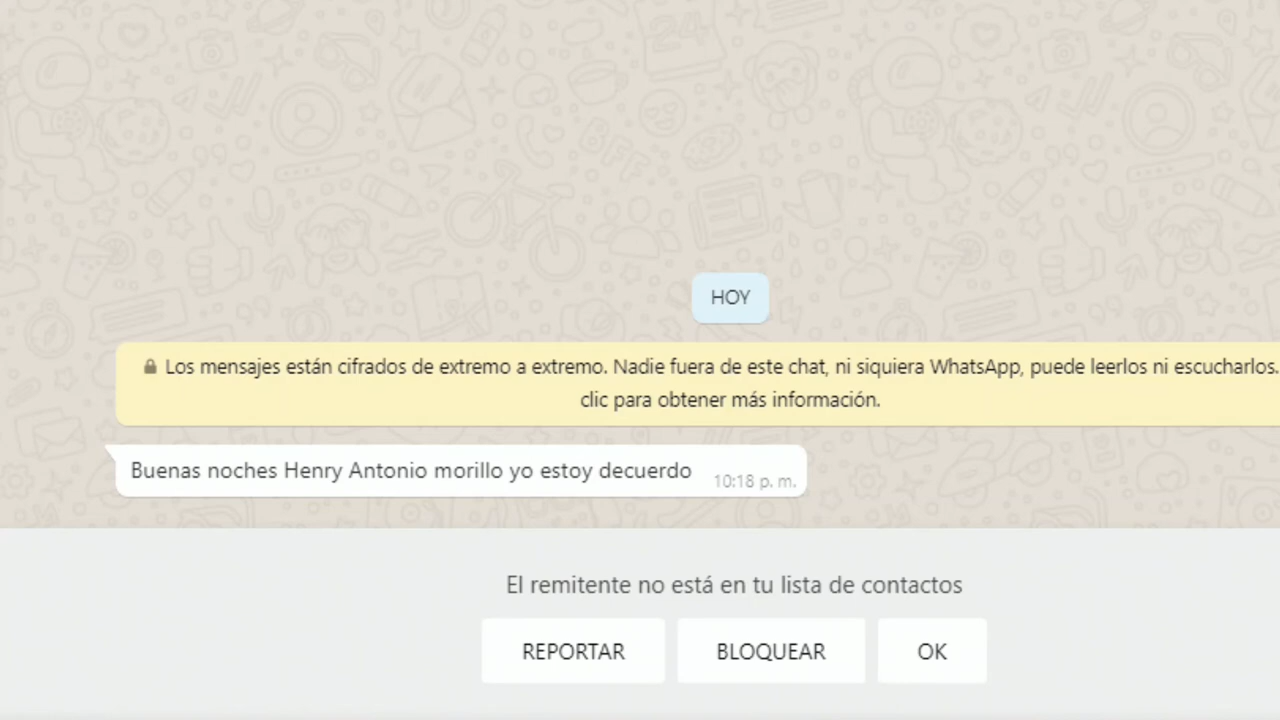 HOY
Los mensajes están cifrados de extremo a extremo. Nadie fuera de este chat, ni siquiera WhatsApp, puede leerlos ni escucharlos.
clic para obtener más información.
Buenas noches Henry Antonio morillo yo estoy decuerdo 10:18 p. m.
El remitente no está en tu lista de contactos
REPORTAR BLOQUEAR OK